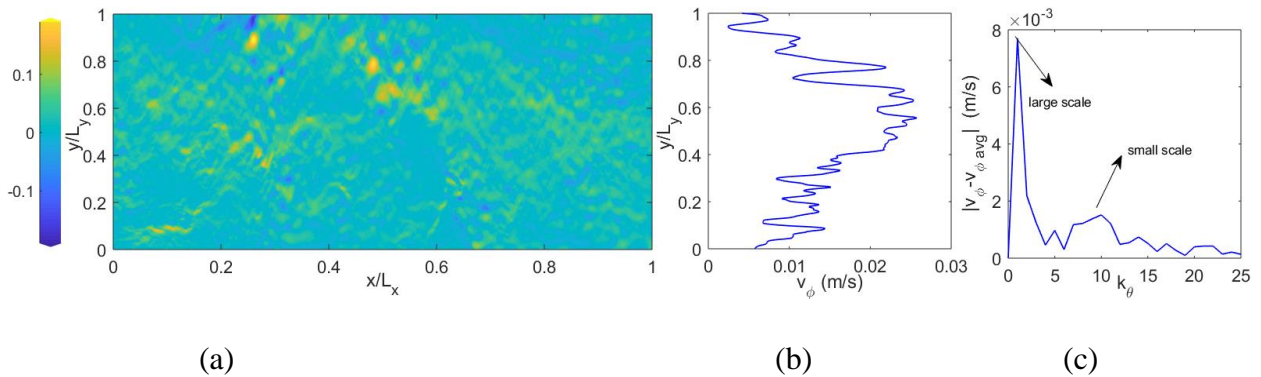 0.1
0
-0.1
1
0.8
0.6
0.4
0.2
0
y/L_y
0 0.2 0.4 0.6 0.8 1
x/L_x
(a)
1
0.8
0.6
0.4
0.2
0
y/L_y
0 0.01 0.02 0.03
v_ϕ (m/s)
(b)
×10^-3
8
6
4
2
0
|v_ϕ-v_ϕ avg| (m/s)
large scale
small scale
0 5 10 15 20 25
k_θ
(c)